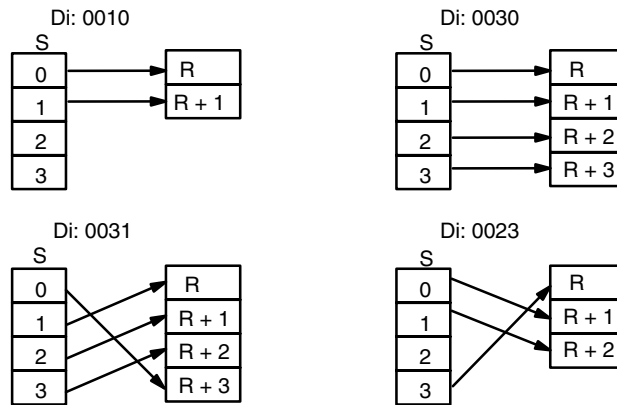 Di: 0010
S
0
1
2
3
R
R + 1
Di: 0030
S
0
1
2
3
R
R + 1
R + 2
R + 3
Di: 0031
S
0
1
2
3
R
R + 1
R + 2
R + 3
Di: 0023
S
0
1
2
3
R
R + 1
R + 2